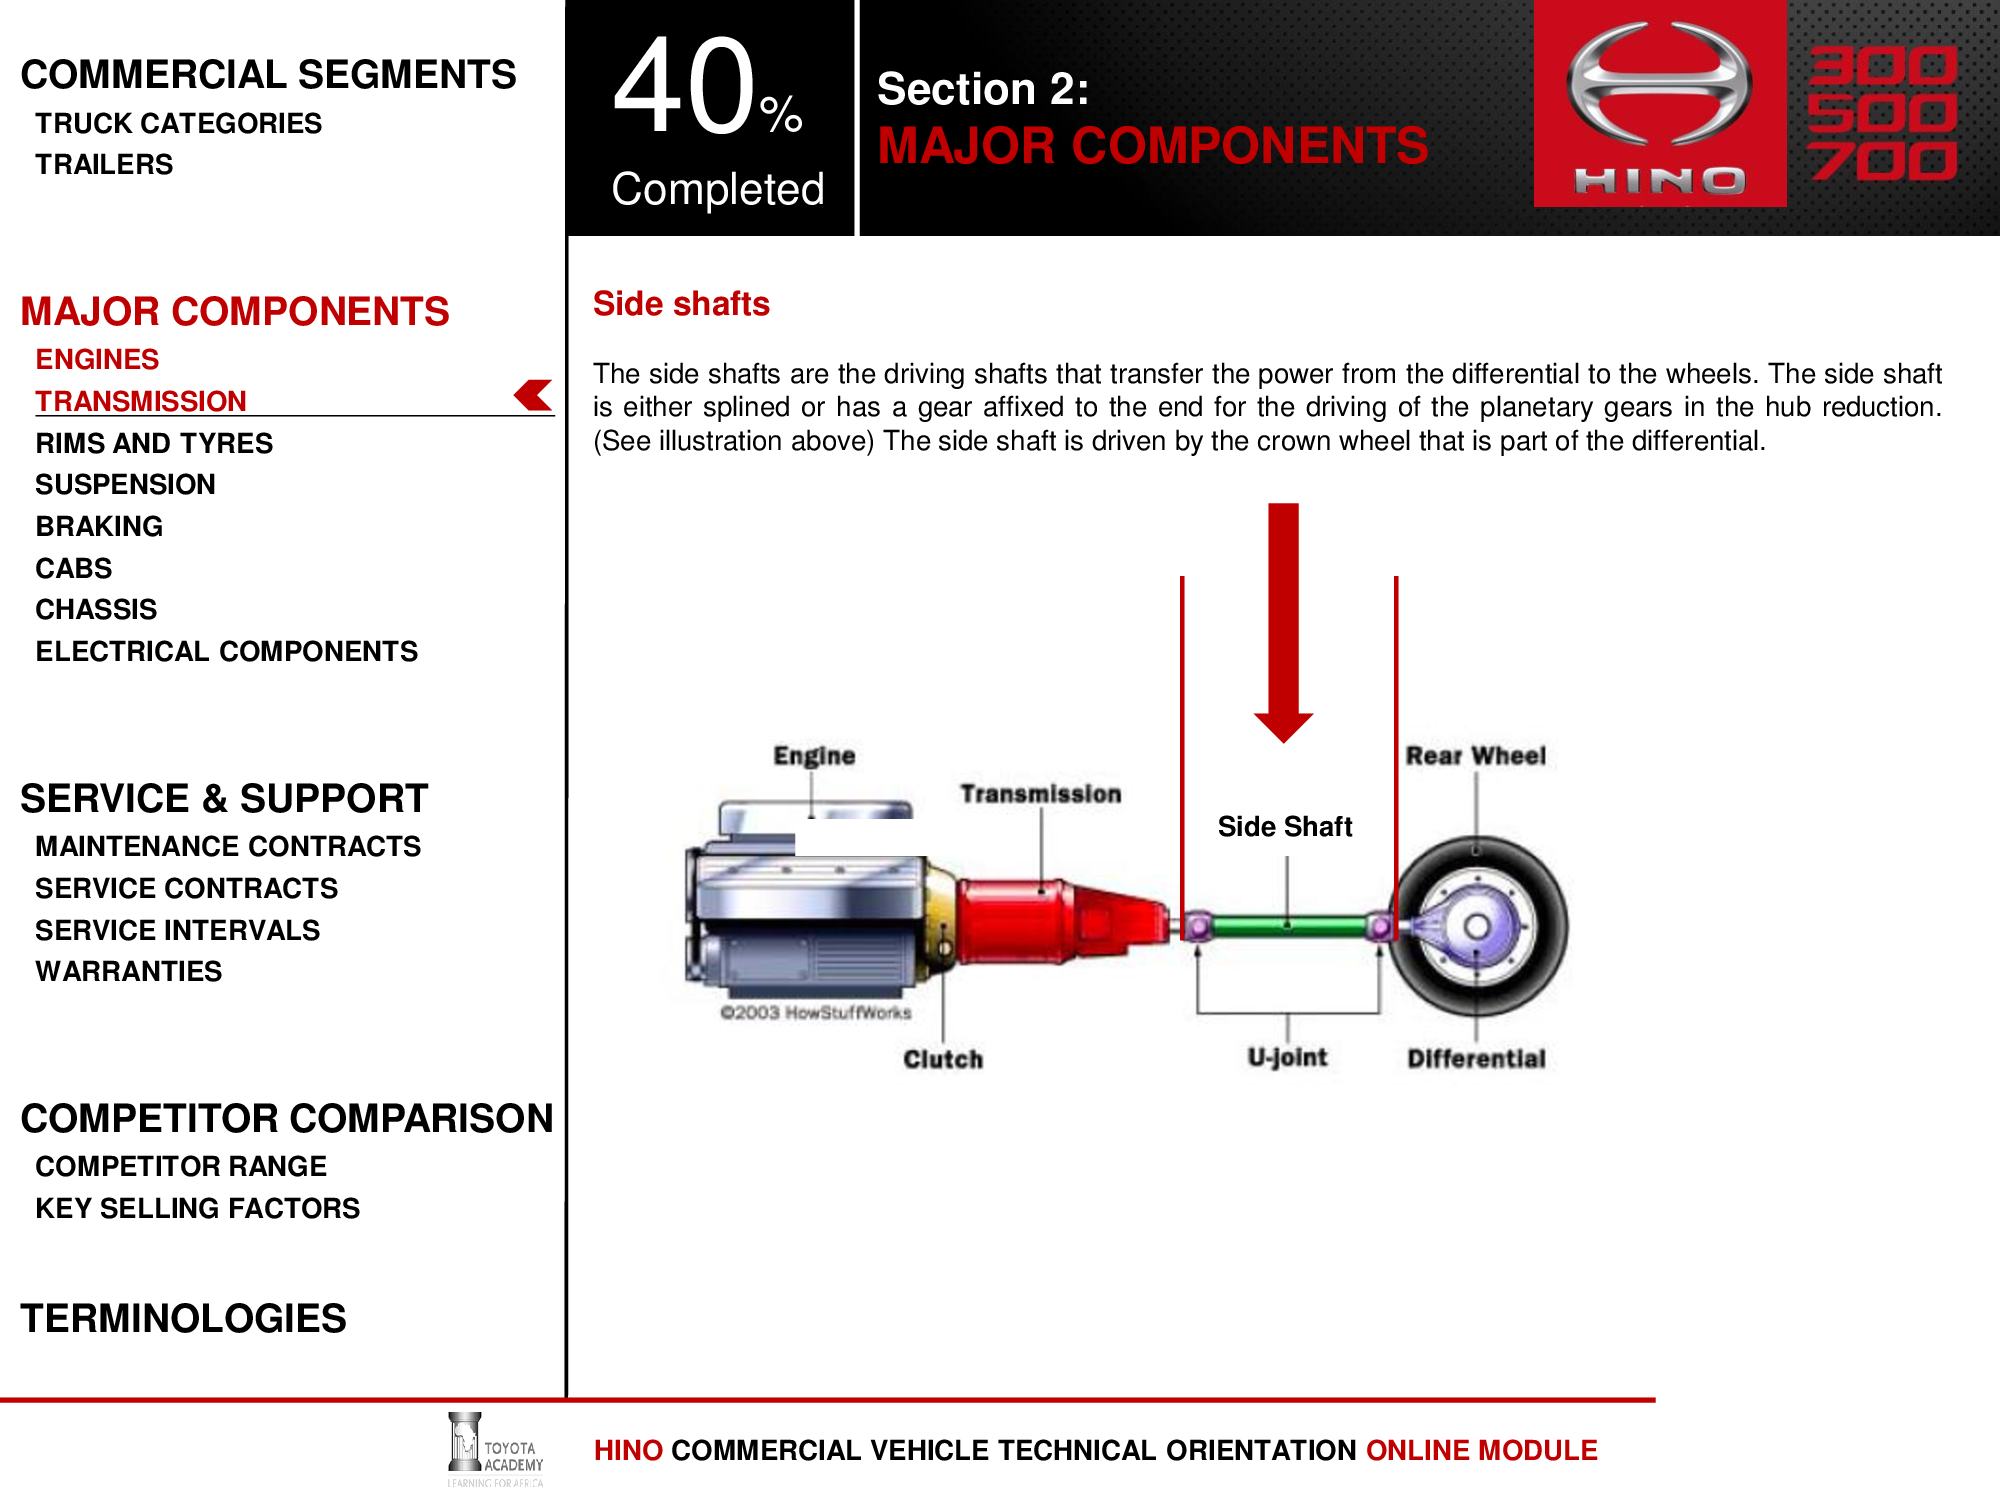 COMMERCIAL SEGMENTS
TRUCK CATEGORIES
TRAILERS
MAJOR COMPONENTS
ENGINES
TRANSMISSION
RIMS AND TYRES
SUSPENSION
BRAKING
CABS
CHASSIS
ELECTRICAL COMPONENTS
SERVICE & SUPPORT
MAINTENANCE CONTRACTS
SERVICE CONTRACTS
SERVICE INTERVALS
WARRANTIES
COMPETITOR COMPARISON
COMPETITOR RANGE
KEY SELLING FACTORS
TERMINOLOGIES
40%
Completed
Section 2:
MAJOR COMPONENTS
HINO
300
500
700
Side shafts
The side shafts are the driving shafts that transfer the power from the differential to the wheels. The side shaft
is either splined or has a gear affixed to the end for the driving of the planetary gears in the hub reduction.
(See illustration above) The side shaft is driven by the crown wheel that is part of the differential.
Engine
Transmission
Side Shaft
Rear Wheel
©2003 HowStuffWorks
Clutch
U-joint
Differential
TOYOTA
ACADEMY
LEARNING FOR AFRICA
HINO COMMERCIAL VEHICLE TECHNICAL ORIENTATION ONLINE MODULE